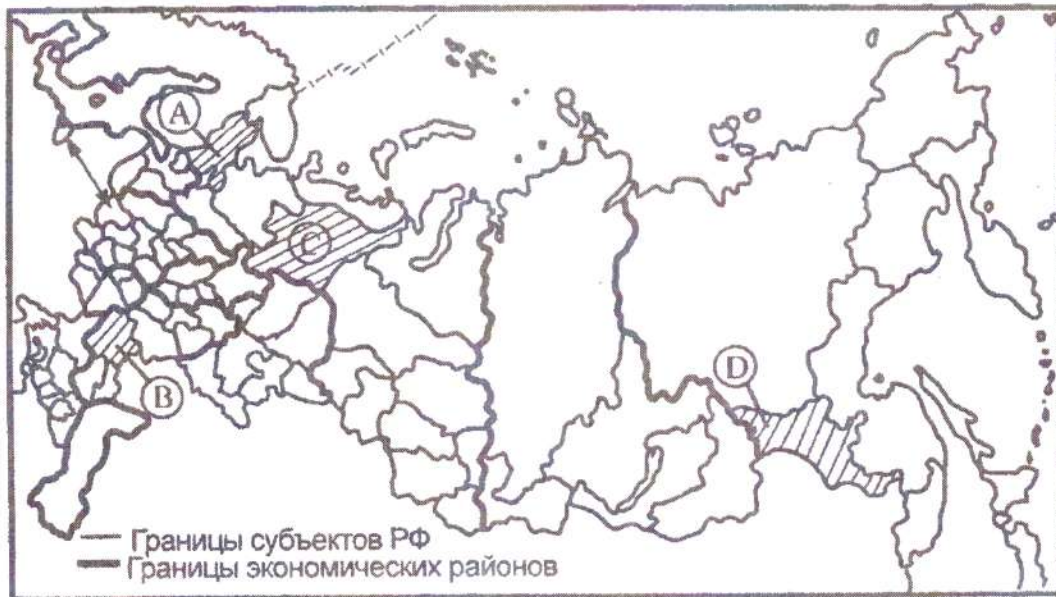 A
C
D
B
Границы субъектов РФ
Границы экономических районов